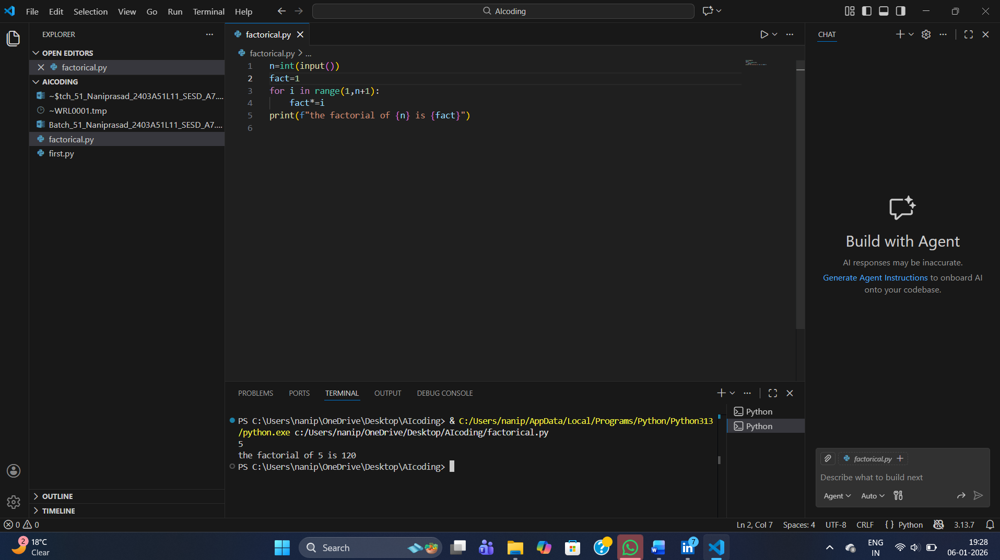 File Edit Selection View Go Run Terminal Help
AIcoding
EXPLORER
OPEN EDITORS
factorical.py
AICODING
~$tch_51_Naniprasad_2403A51L11_SESD_A7....
~WRL0001.tmp
Batch_51_Naniprasad_2403A51L11_SESD_A7....
factorical.py
first.py
OUTLINE
TIMELINE
factorical.py
factorical.py > ...
1 n=int(input())
2 fact=1
3 for i in range(1,n+1):
4 fact*=i
5 print(f"the factorial of {n} is {fact}")
6
PROBLEMS PORTS TERMINAL OUTPUT DEBUG CONSOLE
PS C:\Users\nanip\OneDrive\Desktop\AIcoding> & C:/Users/nanip/AppData/Local/Programs/Python/Python313
/python.exe c:/Users/nanip/OneDrive/Desktop/AIcoding/factorical.py
5
the factorial of 5 is 120
PS C:\Users\nanip\OneDrive\Desktop\AIcoding>
Python
Python
CHAT
Build with Agent
AI responses may be inaccurate.
Generate Agent Instructions to onboard AI
onto your codebase.
factorical.py
Describe what to build next
Agent Auto
0 0
Ln 2, Col 7 Spaces: 4 UTF-8 CRLF {} Python 3.13.7
2
18°C
Clear
Search
7
ENG
IN
19:28
06-01-2026